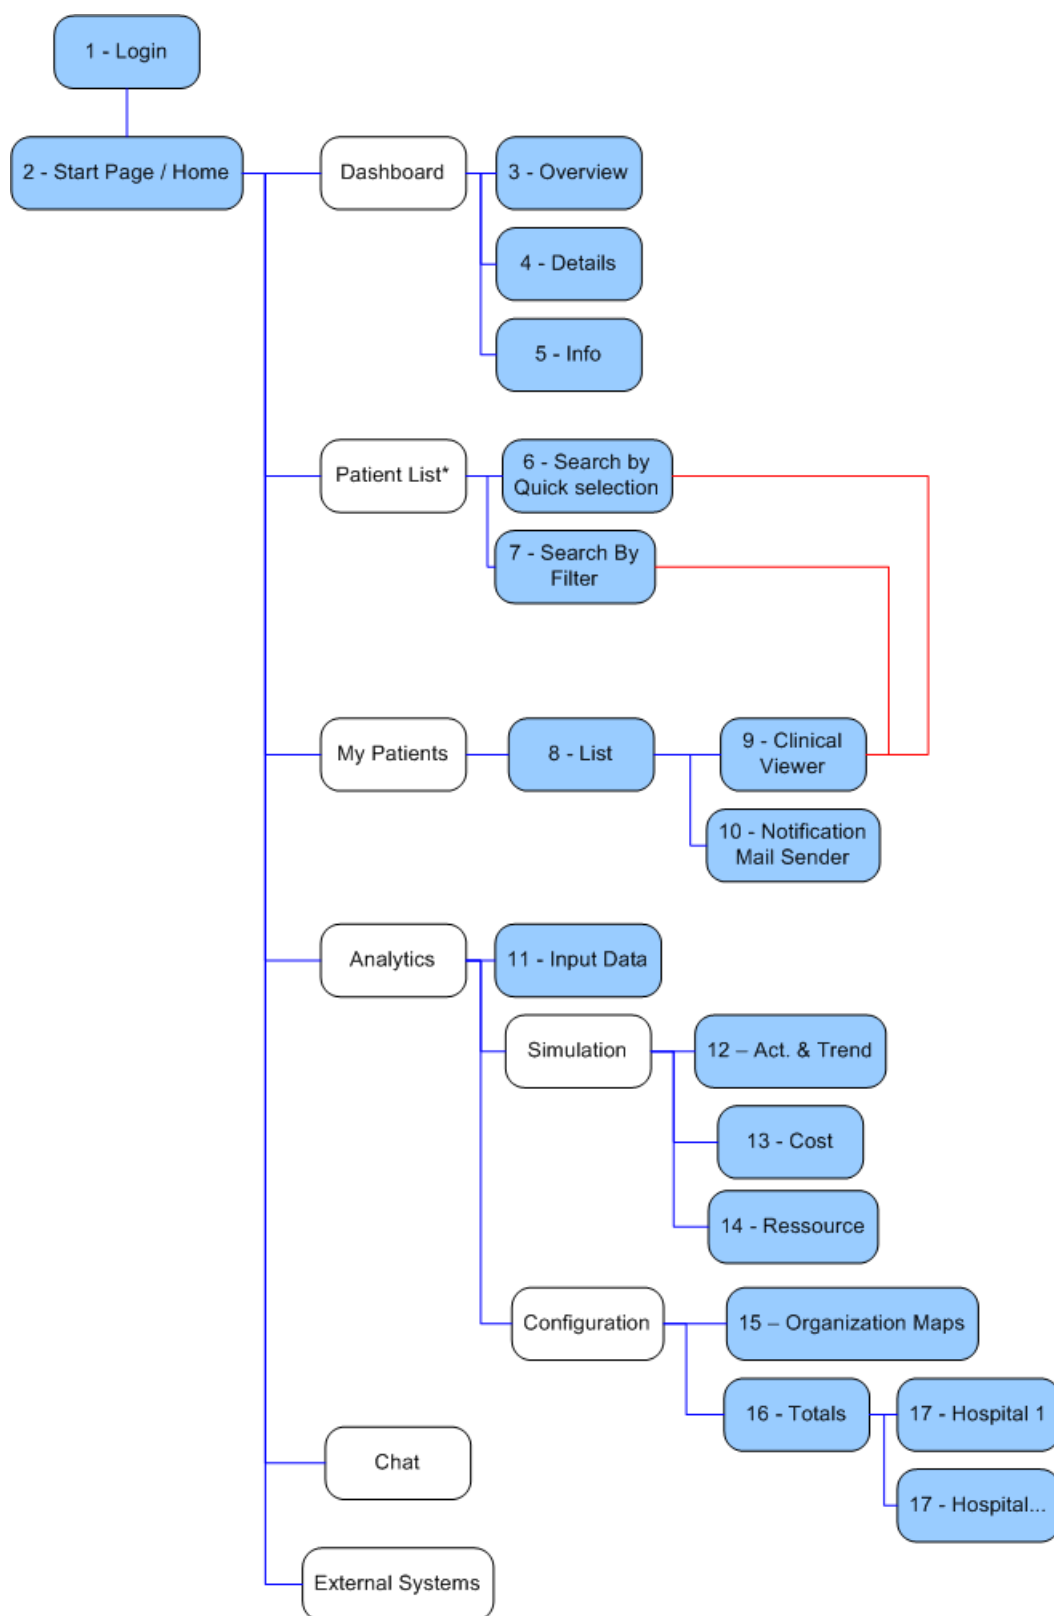 1 - Login
2 - Start Page / Home
Dashboard
3 - Overview
4 - Details
5 - Info
Patient List*
6 - Search by
Quick selection
7 - Search By
Filter
My Patients
8 - List
9 - Clinical
Viewer
10 - Notification
Mail Sender
Analytics
11 - Input Data
Simulation
12 – Act. & Trend
13 - Cost
14 - Ressource
Configuration
15 – Organization Maps
16 - Totals
17 - Hospital 1
17 - Hospital...
Chat
External Systems